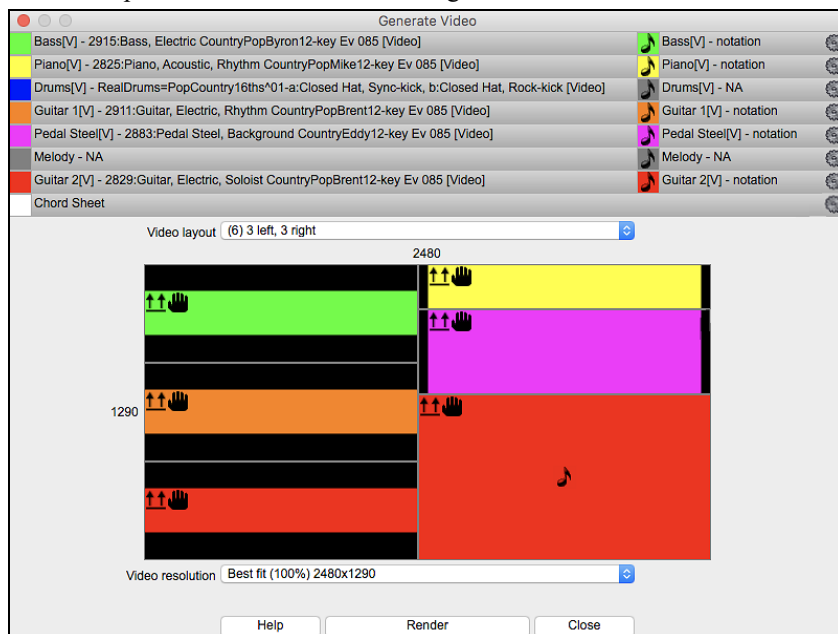 Generate Video
Bass[V] - 2915:Bass, Electric CountryPopByron12-key Ev 085 [Video] Bass[V] - notation
Piano[V] - 2825:Piano, Acoustic, Rhythm CountryPopMike12-key Ev 085 [Video] Piano[V] - notation
Drums[V] - RealDrums=PopCountry16ths^01-a:Closed Hat, Sync-kick, b:Closed Hat, Rock-kick [Video] Drums[V] - NA
Guitar 1[V] - 2911:Guitar, Electric, Rhythm CountryPopBrent12-key Ev 085 [Video] Guitar 1[V] - notation
Pedal Steel[V] - 2883:Pedal Steel, Background CountryEddy12-key Ev 085 [Video] Pedal Steel[V] - notation
Melody - NA Melody - NA
Guitar 2[V] - 2829:Guitar, Electric, Soloist CountryPopBrent12-key Ev 085 [Video] Guitar 2[V] - notation
Chord Sheet
Video layout (6) 3 left, 3 right
2480
1290
Video resolution Best fit (100%) 2480x1290
Help Render Close